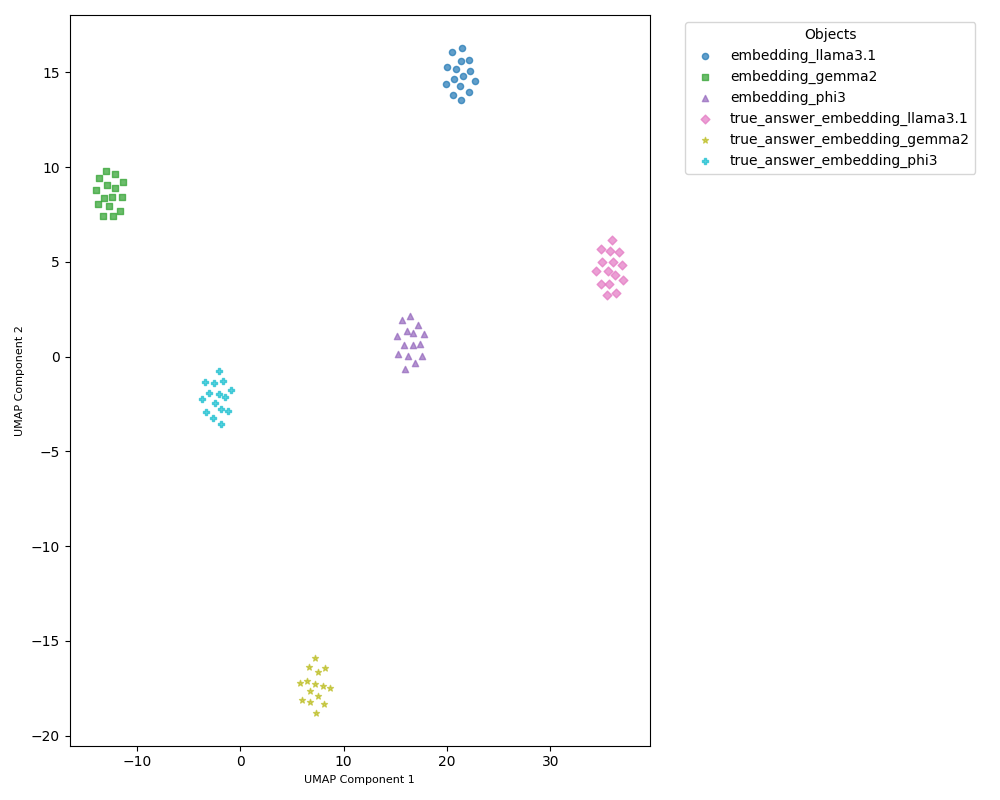 Objects
embedding_llama3.1
embedding_gemma2
embedding_phi3
true_answer_embedding_llama3.1
true_answer_embedding_gemma2
true_answer_embedding_phi3
UMAP Component 2
15
10
5
0
−5
−10
−15
−20
−10 0 10 20 30
UMAP Component 1